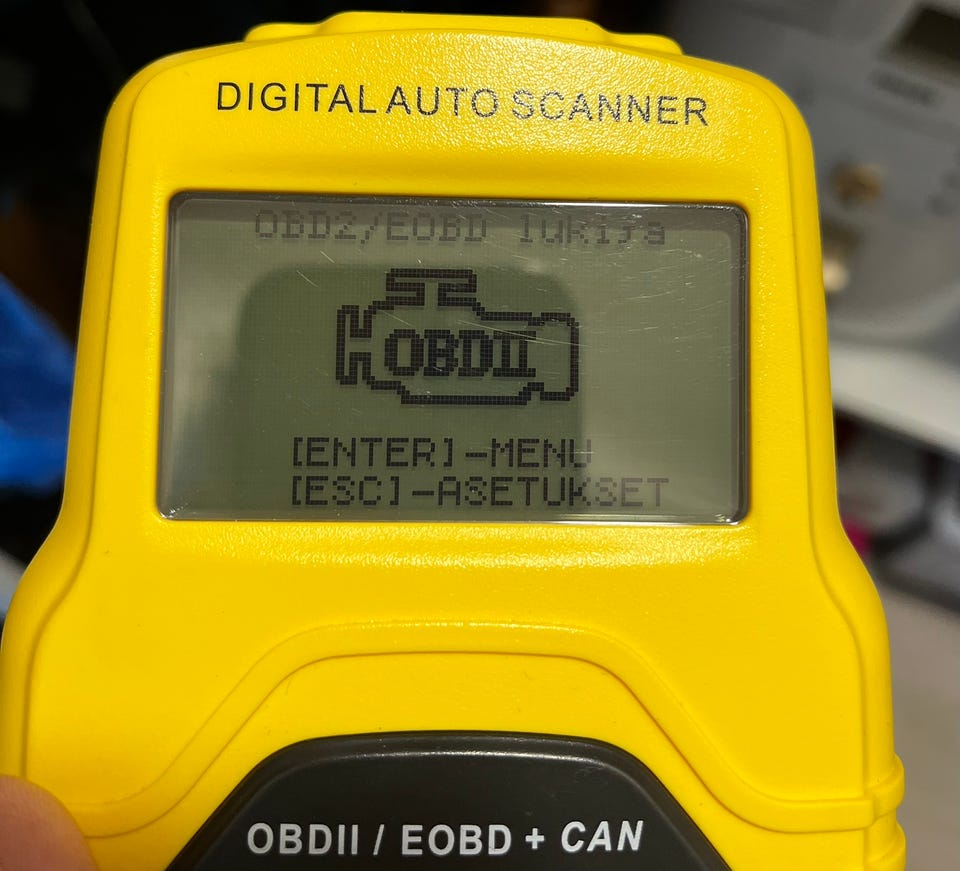 DIGITAL AUTO SCANNER
OBD2/EOBD lukija
OBDII
[ENTER]-MENU
[ESC]-ASETUKSET
OBDII / EOBD + CAN